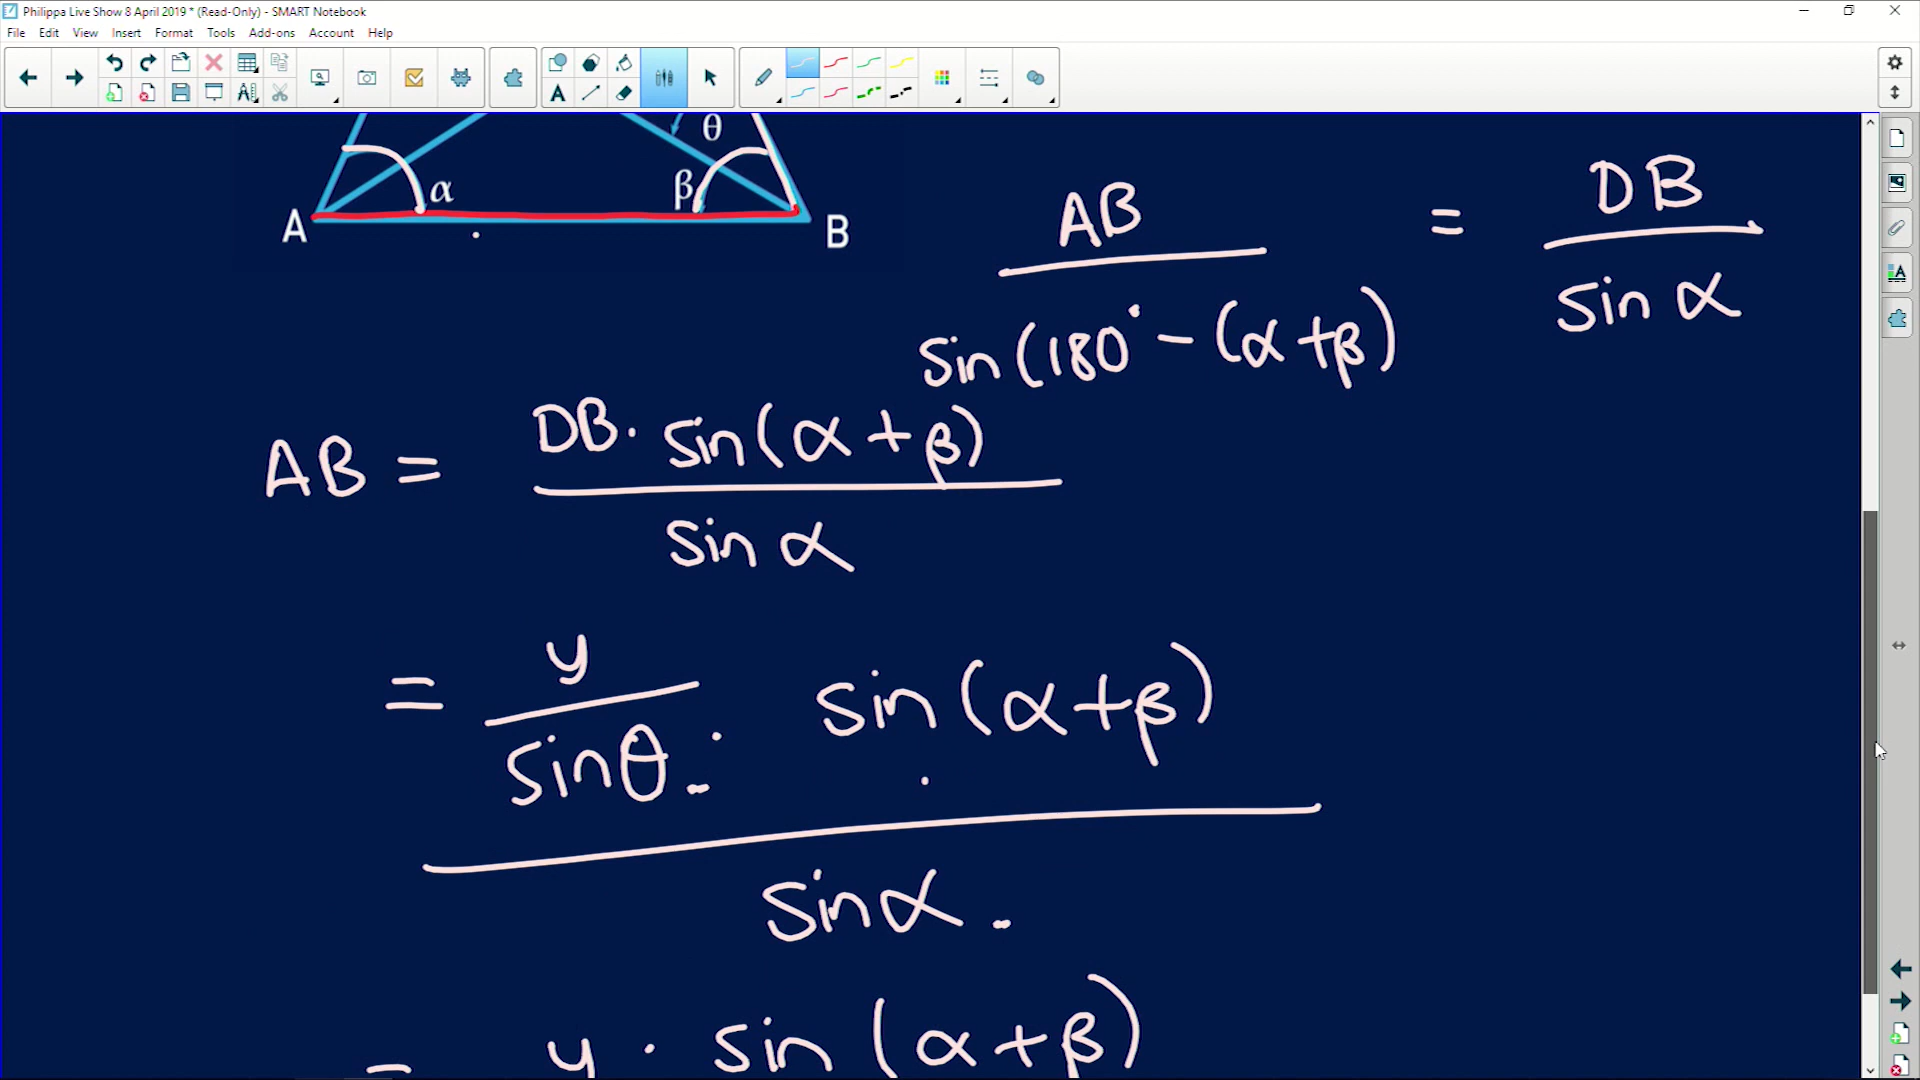 Philippa Live Show 8 April 2019 * (Read-Only) - SMART Notebook
File Edit View Insert Format Tools Add-ons Account Help
θ
α β
A B
AB = DB
sin(180° - (α+β) sin α
AB = DB· sin(α+β)
sin α
= y sin(α+β)
sinθ ·
sinα
= y · sin (α+β)